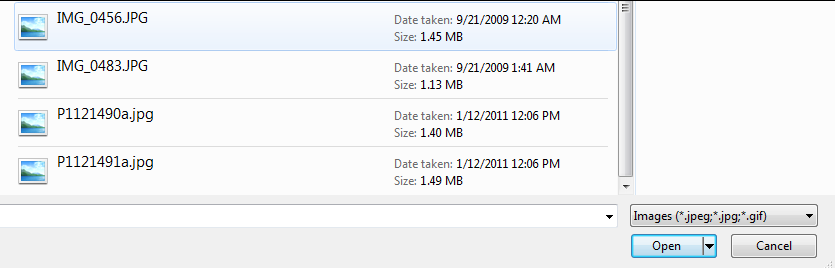 IMG_0456.JPG Date taken: 9/21/2009 12:20 AM
Size: 1.45 MB
IMG_0483.JPG Date taken: 9/21/2009 1:41 AM
Size: 1.13 MB
P1121490a.jpg Date taken: 1/12/2011 12:06 PM
Size: 1.40 MB
P1121491a.jpg Date taken: 1/12/2011 12:06 PM
Size: 1.49 MB
Images (*.jpeg;*.jpg;*.gif)
Open Cancel